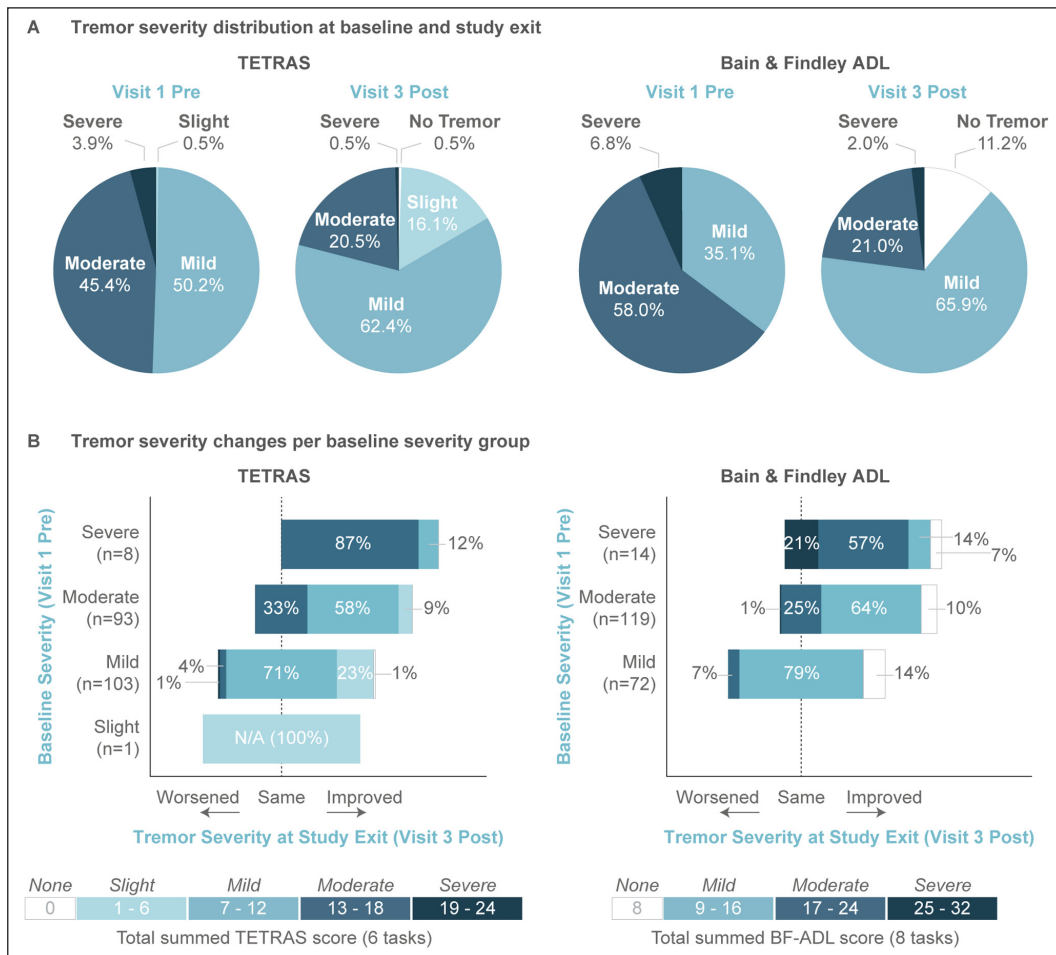 A Tremor severity distribution at baseline and study exit
TETRAS
Visit 1 Pre
Visit 3 Post
Severe
3.9%
Slight
0.5%
Moderate
45.4%
Mild
50.2%
Severe
0.5%
No Tremor
0.5%
Slight
16.1%
Moderate
20.5%
Mild
62.4%
Bain & Findley ADL
Visit 1 Pre
Visit 3 Post
Severe
6.8%
Mild
35.1%
Moderate
58.0%
Severe
2.0%
No Tremor
11.2%
Moderate
21.0%
Mild
65.9%
B Tremor severity changes per baseline severity group
TETRAS
Baseline Severity (Visit 1 Pre)
Severe
(n=8)
87%
12%
Moderate
(n=93)
33%
58%
9%
Mild
(n=103)
4%
1%
71%
23%
1%
Slight
(n=1)
N/A (100%)
Worsened
Same
Improved
Tremor Severity at Study Exit (Visit 3 Post)
None
Slight
Mild
Moderate
Severe
0
1 - 6
7 - 12
13 - 18
19 - 24
Total summed TETRAS score (6 tasks)
Bain & Findley ADL
Baseline Severity (Visit 1 Pre)
Severe
(n=14)
21%
57%
14%
7%
Moderate
(n=119)
1%
25%
64%
10%
Mild
(n=72)
7%
79%
14%
Worsened
Same
Improved
Tremor Severity at Study Exit (Visit 3 Post)
None
Mild
Moderate
Severe
8
9 - 16
17 - 24
25 - 32
Total summed BF-ADL score (8 tasks)